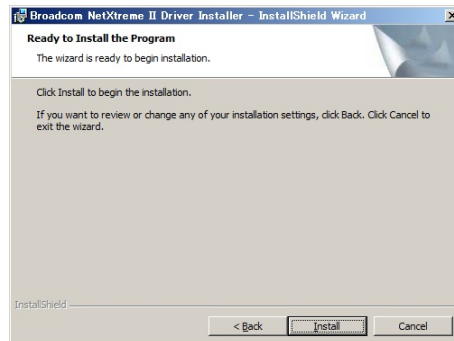 Broadcom NetXtreme II Driver Installer - InstallShield Wizard
Ready to Install the Program
The wizard is ready to begin installation.
Click Install to begin the installation.
If you want to review or change any of your installation settings, click Back. Click Cancel to
exit the wizard.
InstallShield
< Back Install Cancel